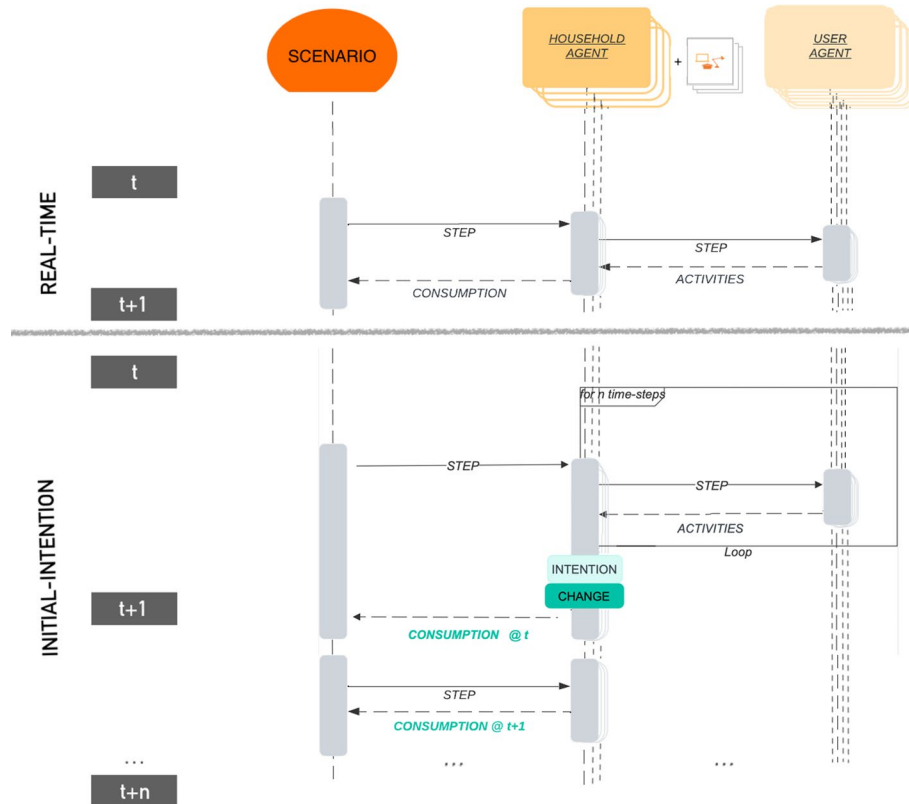 SCENARIO
HOUSEHOLD
AGENT
+
USER
AGENT
REAL-TIME
t
STEP
STEP
ACTIVITIES
CONSUMPTION
t+1
INITIAL-INTENTION
t
for n time-steps
STEP
STEP
ACTIVITIES
Loop
INTENTION
CHANGE
t+1
CONSUMPTION @ t
STEP
CONSUMPTION @ t+1
...
...
...
t+n